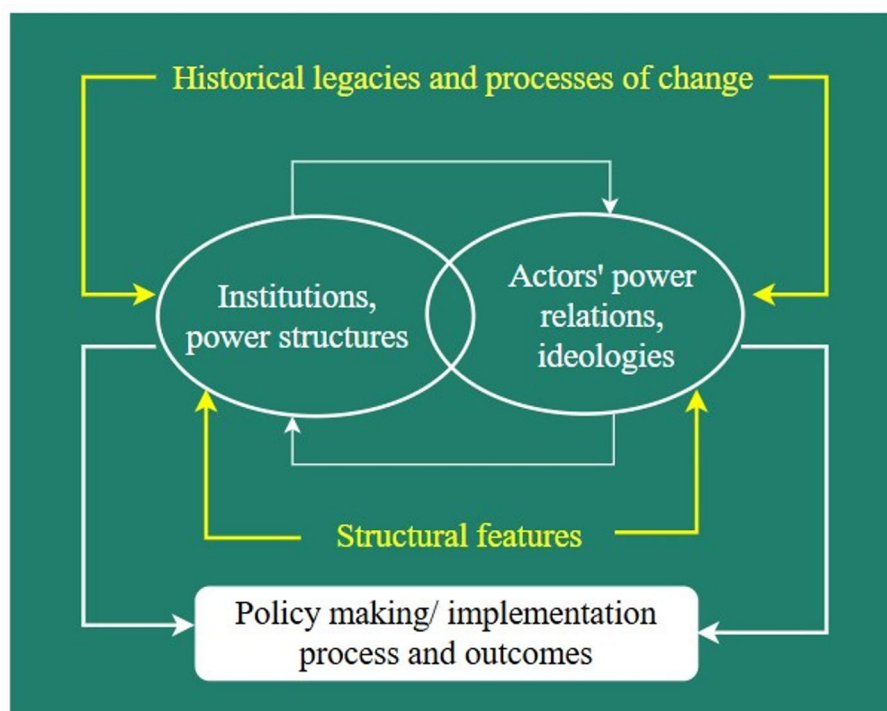 Historical legacies and processes of change
Institutions,
power structures
Actors' power
relations,
ideologies
Structural features
Policy making/ implementation
process and outcomes